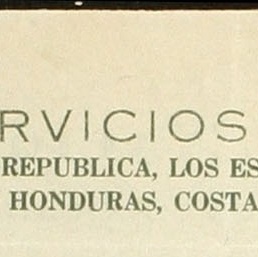 RVICIOS
REPUBLICA, LOS ES
HONDURAS, COSTA